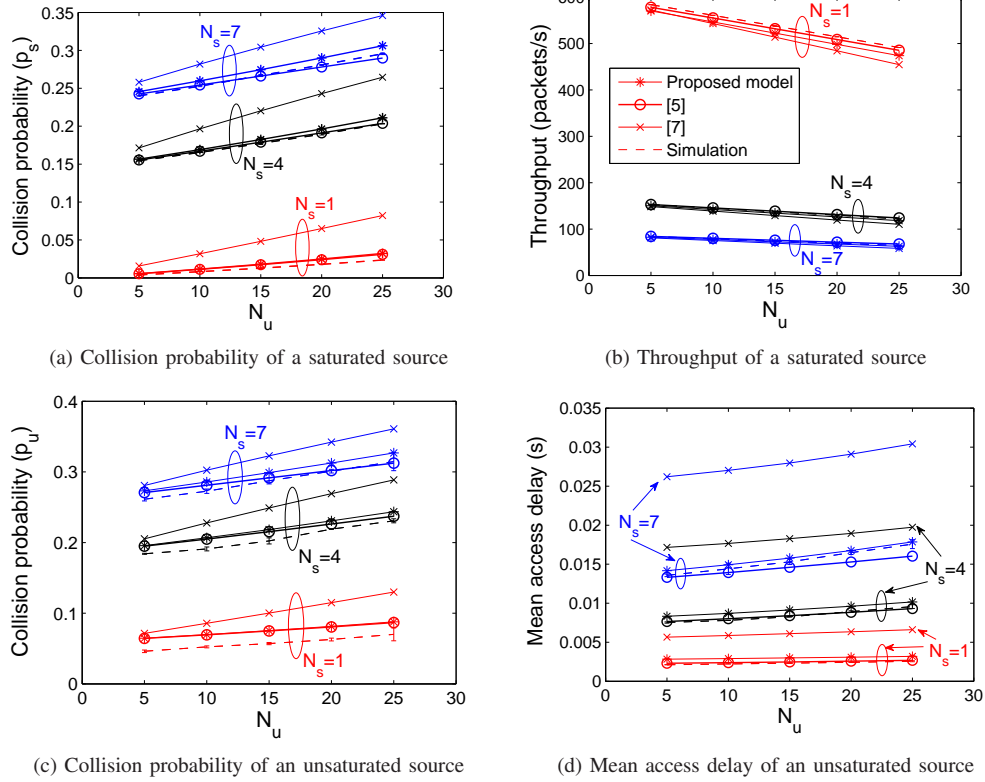 0.35
0.3
0.25
0.2
0.15
0.1
0.05
0
Collision probability (p_s)
N_s=7
N_s=4
N_s=1
0 5 10 15 20 25 30
N_u
(a) Collision probability of a saturated source
500
400
300
200
100
0
Throughput (packets/s)
N_s=1
Proposed model
[5]
[7]
Simulation
N_s=4
N_s=7
0 5 10 15 20 25 30
N_u
(b) Throughput of a saturated source
0.4
0.3
0.2
0.1
0
Collision probability (p_u)
N_s=7
N_s=4
N_s=1
0 5 10 15 20 25 30
N_u
(c) Collision probability of an unsaturated source
0.035
0.03
0.025
0.02
0.015
0.01
0.005
0
Mean access delay (s)
N_s=7
N_s=4
N_s=1
0 5 10 15 20 25 30
N_u
(d) Mean access delay of an unsaturated source